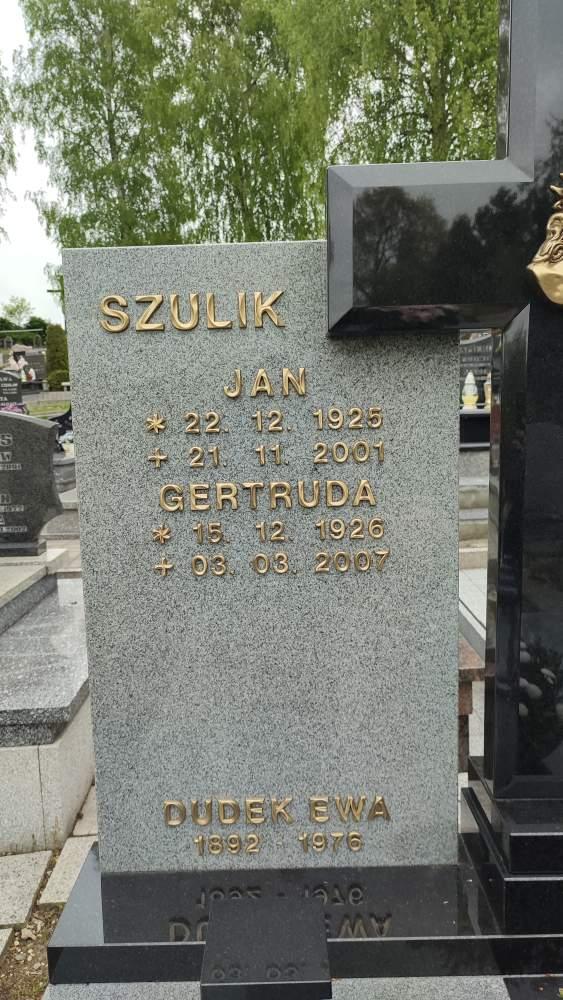 SZULIK
JAN
* 22. 12. 1925
+ 21. 11. 2001
GERTRUDA
* 15. 12. 1926
+ 03. 03. 2007
DUDEK EWA
1892 - 1976